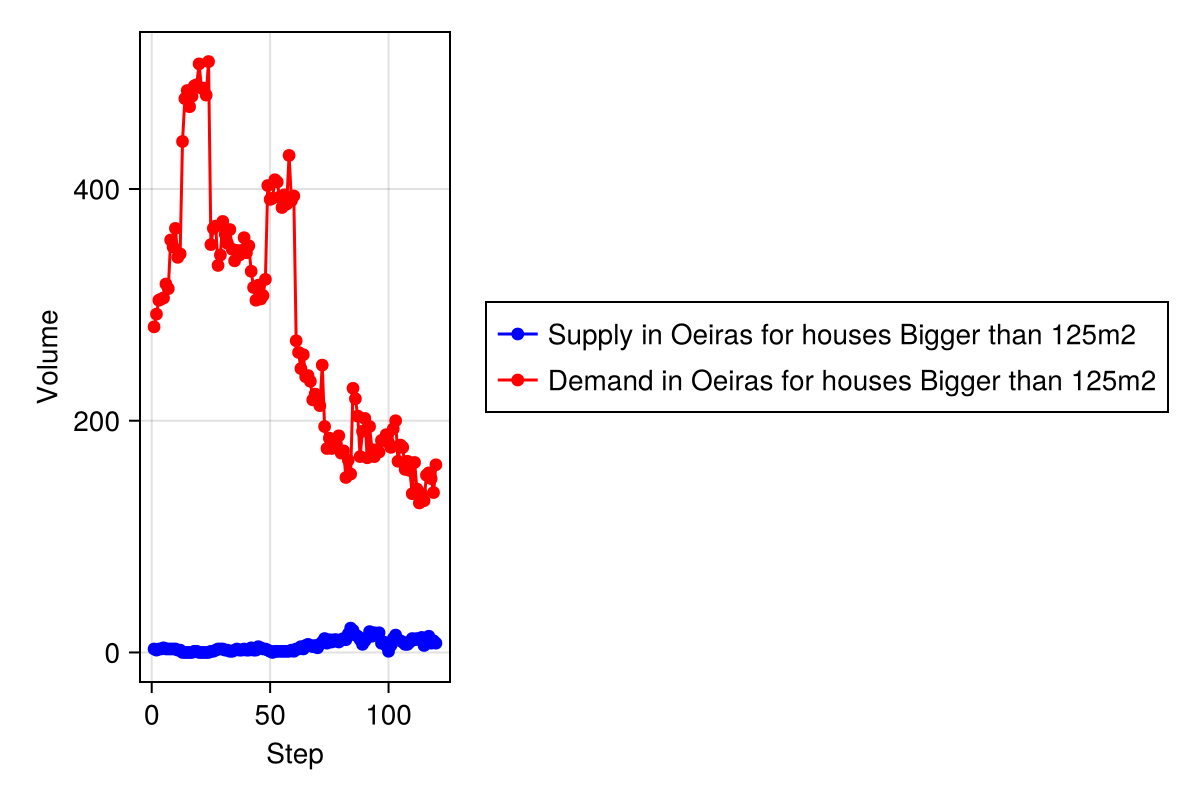 400
200
0
Volume
0 50 100
Step
Supply in Oeiras for houses Bigger than 125m2
Demand in Oeiras for houses Bigger than 125m2